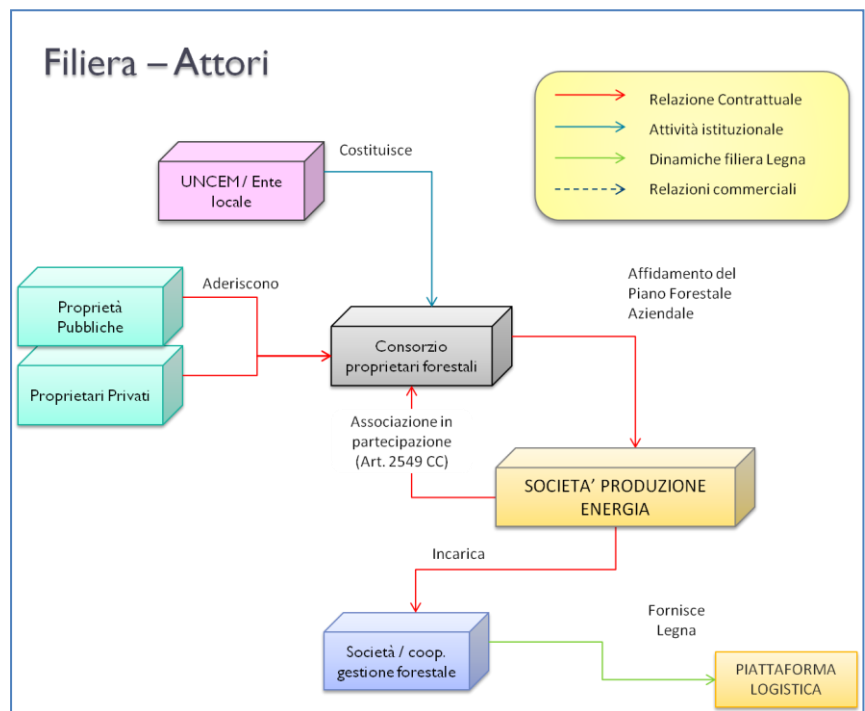 Filiera – Attori
Relazione Contrattuale
Attività istituzionale
Dinamiche filiera Legna
Relazioni commerciali
Costituisce
UNCEM / Ente
locale
Aderiscono
Proprietà
Pubbliche
Proprietari Privati
Consorzio
proprietari forestali
Affidamento del
Piano Forestale
Aziendale
Associazione in
partecipazione
(Art. 2549 CC)
SOCIETA’ PRODUZIONE
ENERGIA
Incarica
Società / coop.
gestione forestale
Fornisce
Legna
PIATTAFORMA
LOGISTICA